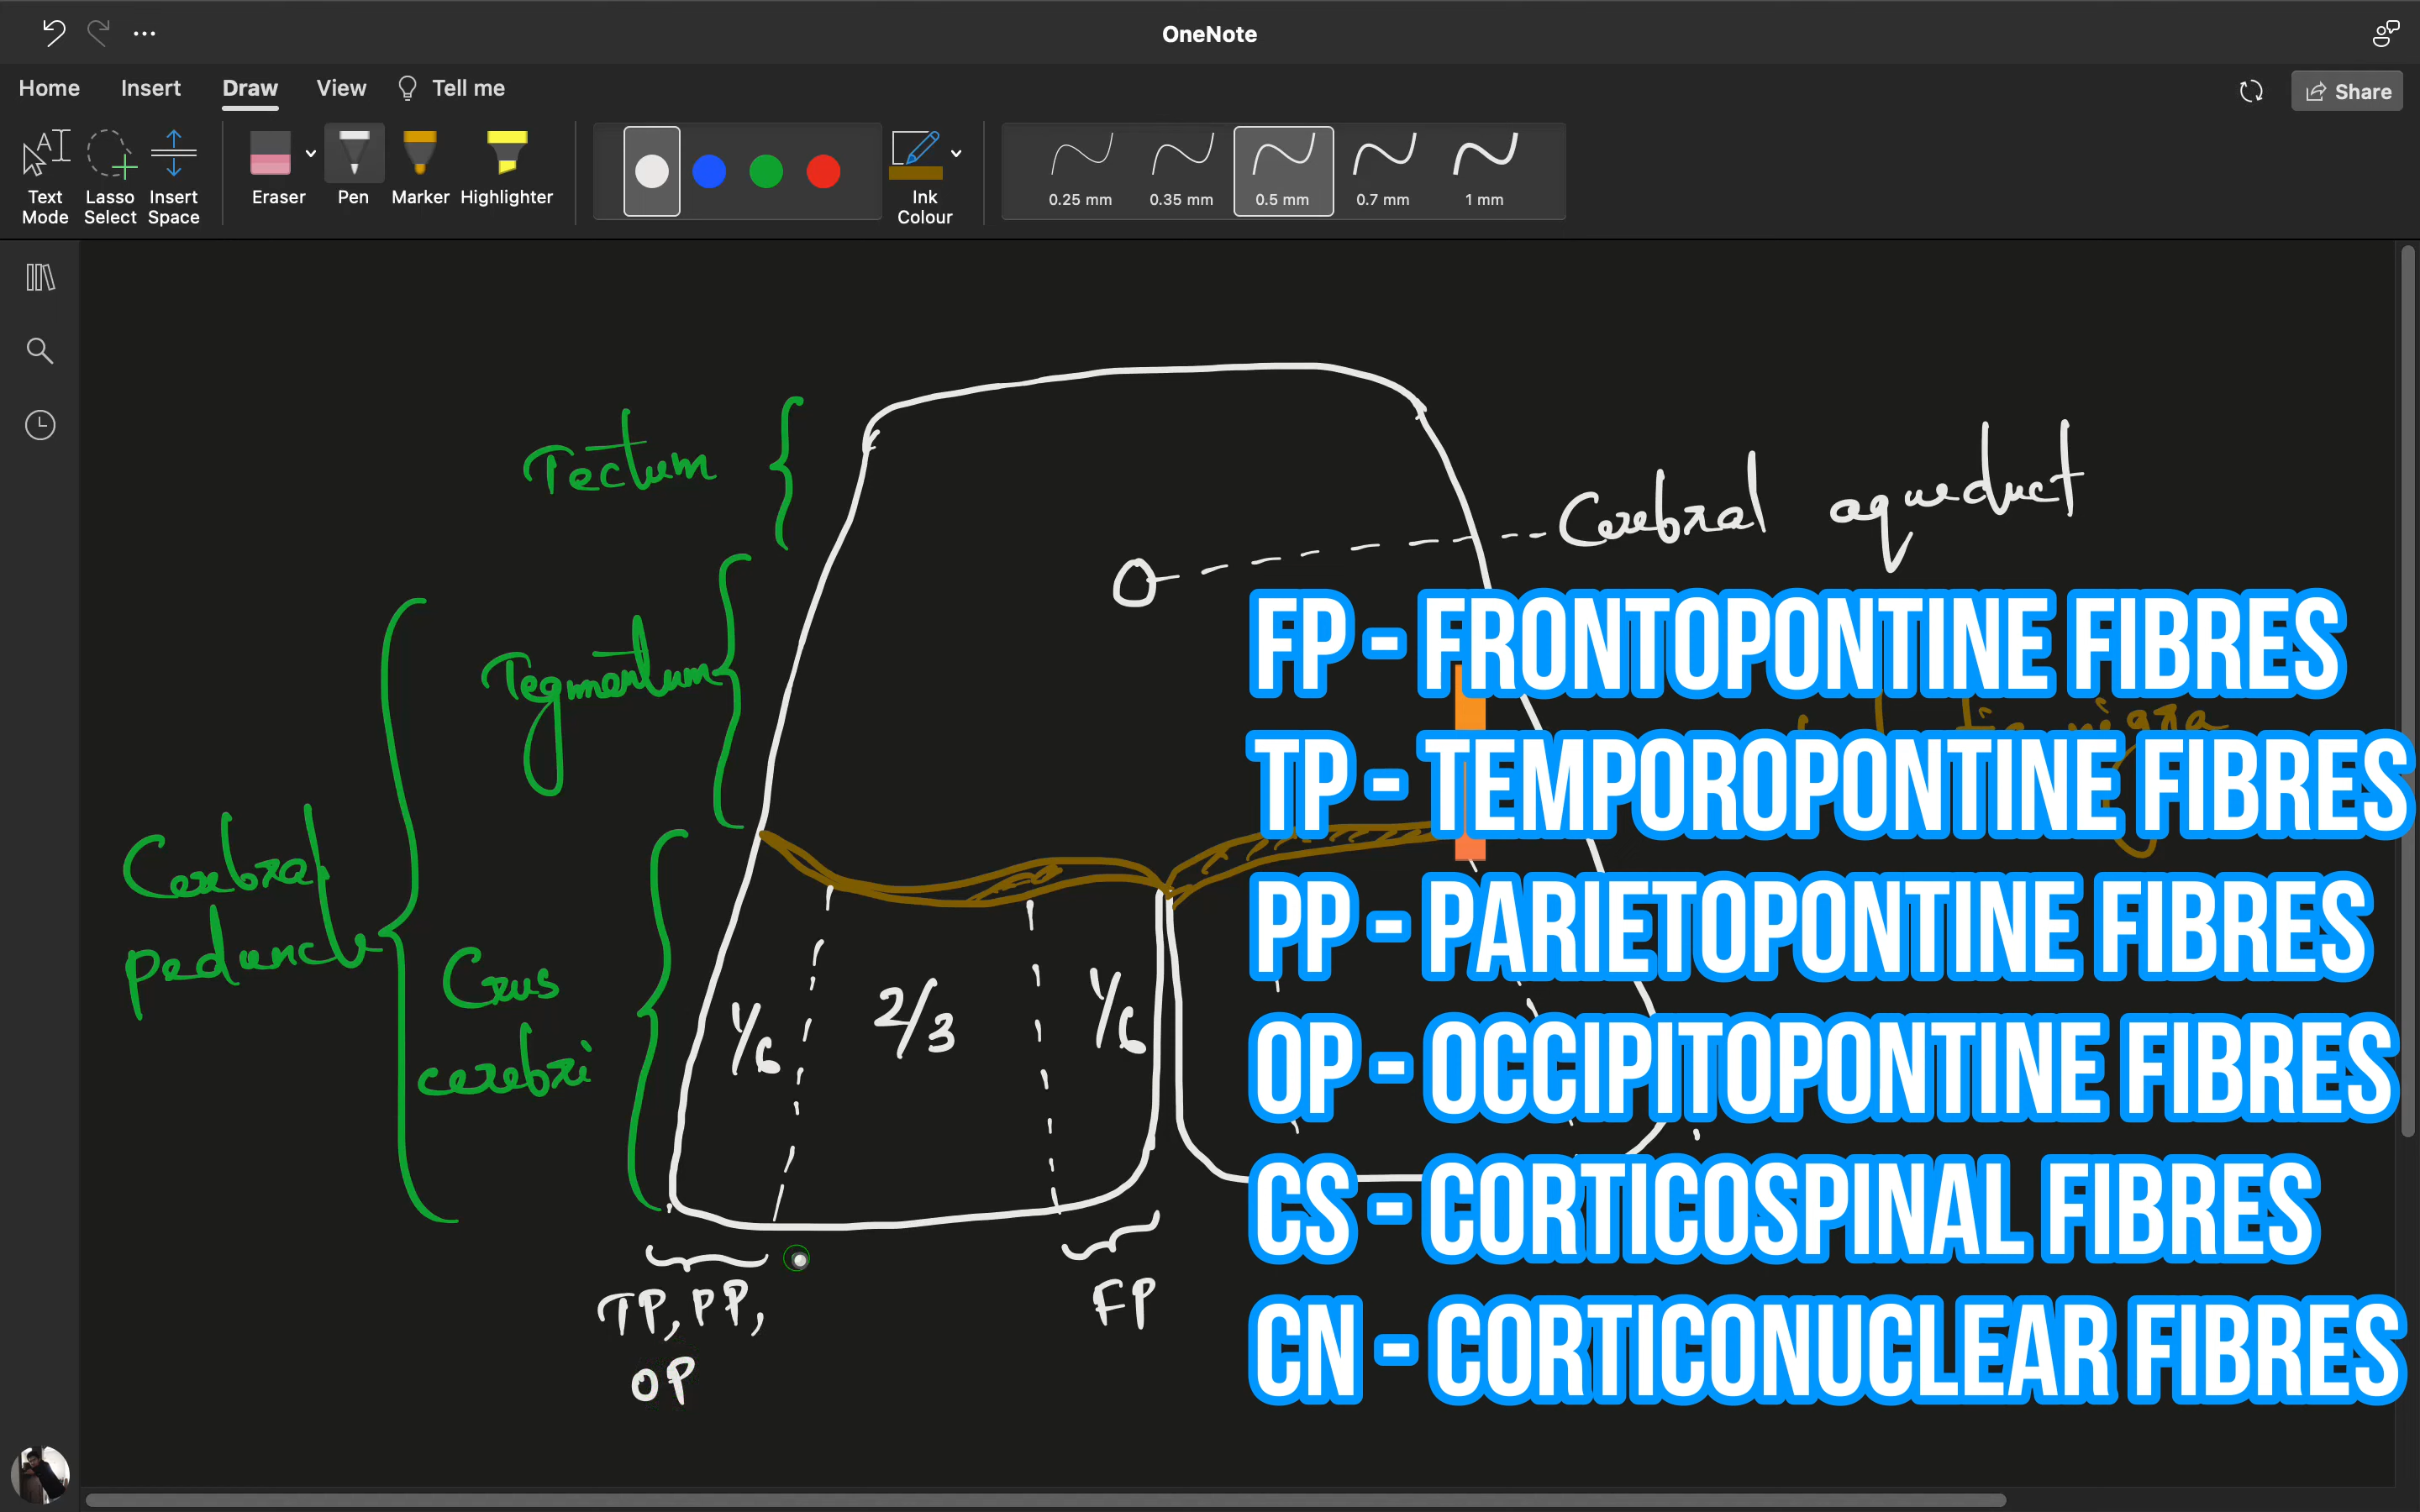 OneNote
Home Insert Draw View Tell me
Share
Text Mode
Lasso Select
Insert Space
Eraser
Pen
Marker
Highlighter
Ink Colour
0.25 mm
0.35 mm
0.5 mm
0.7 mm
1 mm
Tectum
Cerebral aqueduct
Tegmentum
Cerebral
peduncle
Crus
cerebri
1/6
2/3
1/6
TP, PP,
OP
FP
nigra
FP - FRONTOPONTINE FIBRES
TP - TEMPOROPONTINE FIBRES
PP - PARIETOPONTINE FIBRES
OP - OCCIPITOPONTINE FIBRES
CS - CORTICOSPINAL FIBRES
CN - CORTICONUCLEAR FIBRES